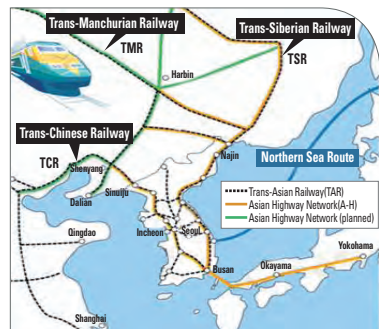 Trans-Manchurian Railway
TMR
Trans-Siberian Railway
TSR
Harbin
Trans-Chinese Railway
TCR
Shenyang
Najin
Northern Sea Route
Dalian
Sinuiju
Trans-Asian Railway(TAR)
Asian Highway Network(A-H)
Asian Highway Network (planned)
Qingdao
Incheon
Seoul
Yokohama
Okayama
Busan
Shanghai